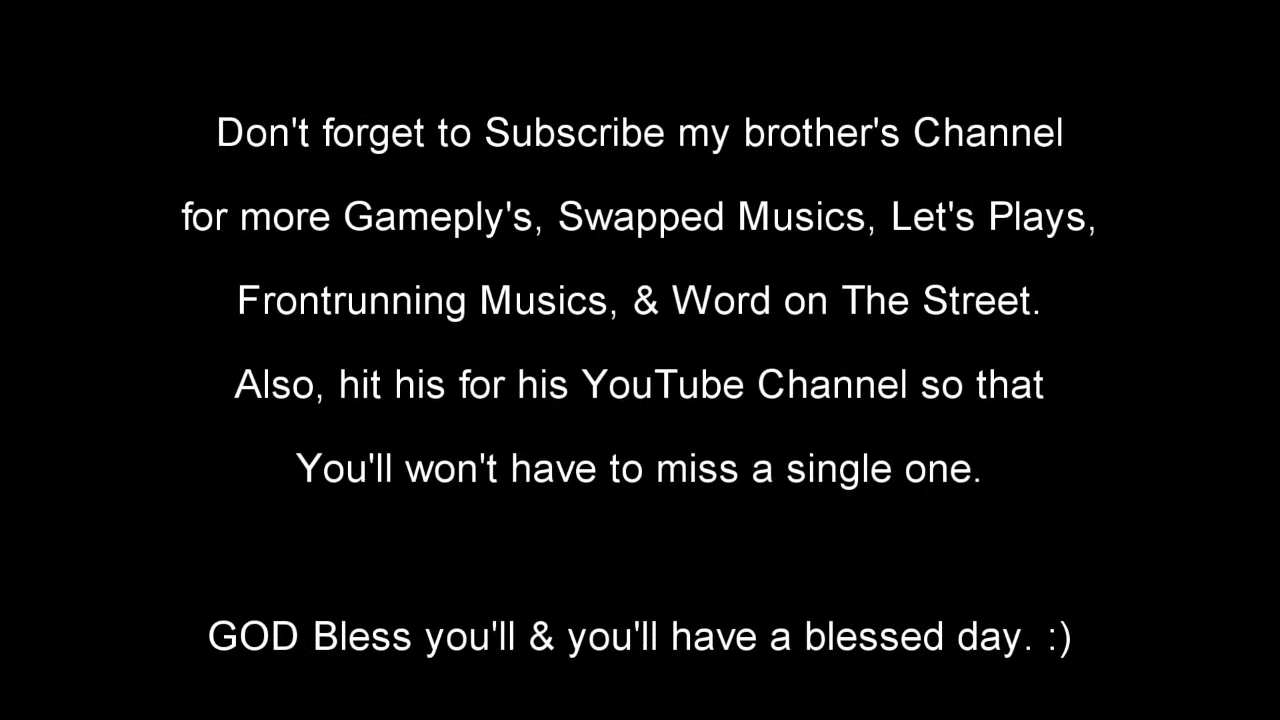 Don't forget to Subscribe my brother's Channel
for more Gameply's, Swapped Musics, Let's Plays,
Frontrunning Musics, & Word on The Street.
Also, hit his for his YouTube Channel so that
You'll won't have to miss a single one.
GOD Bless you'll & you'll have a blessed day. :)